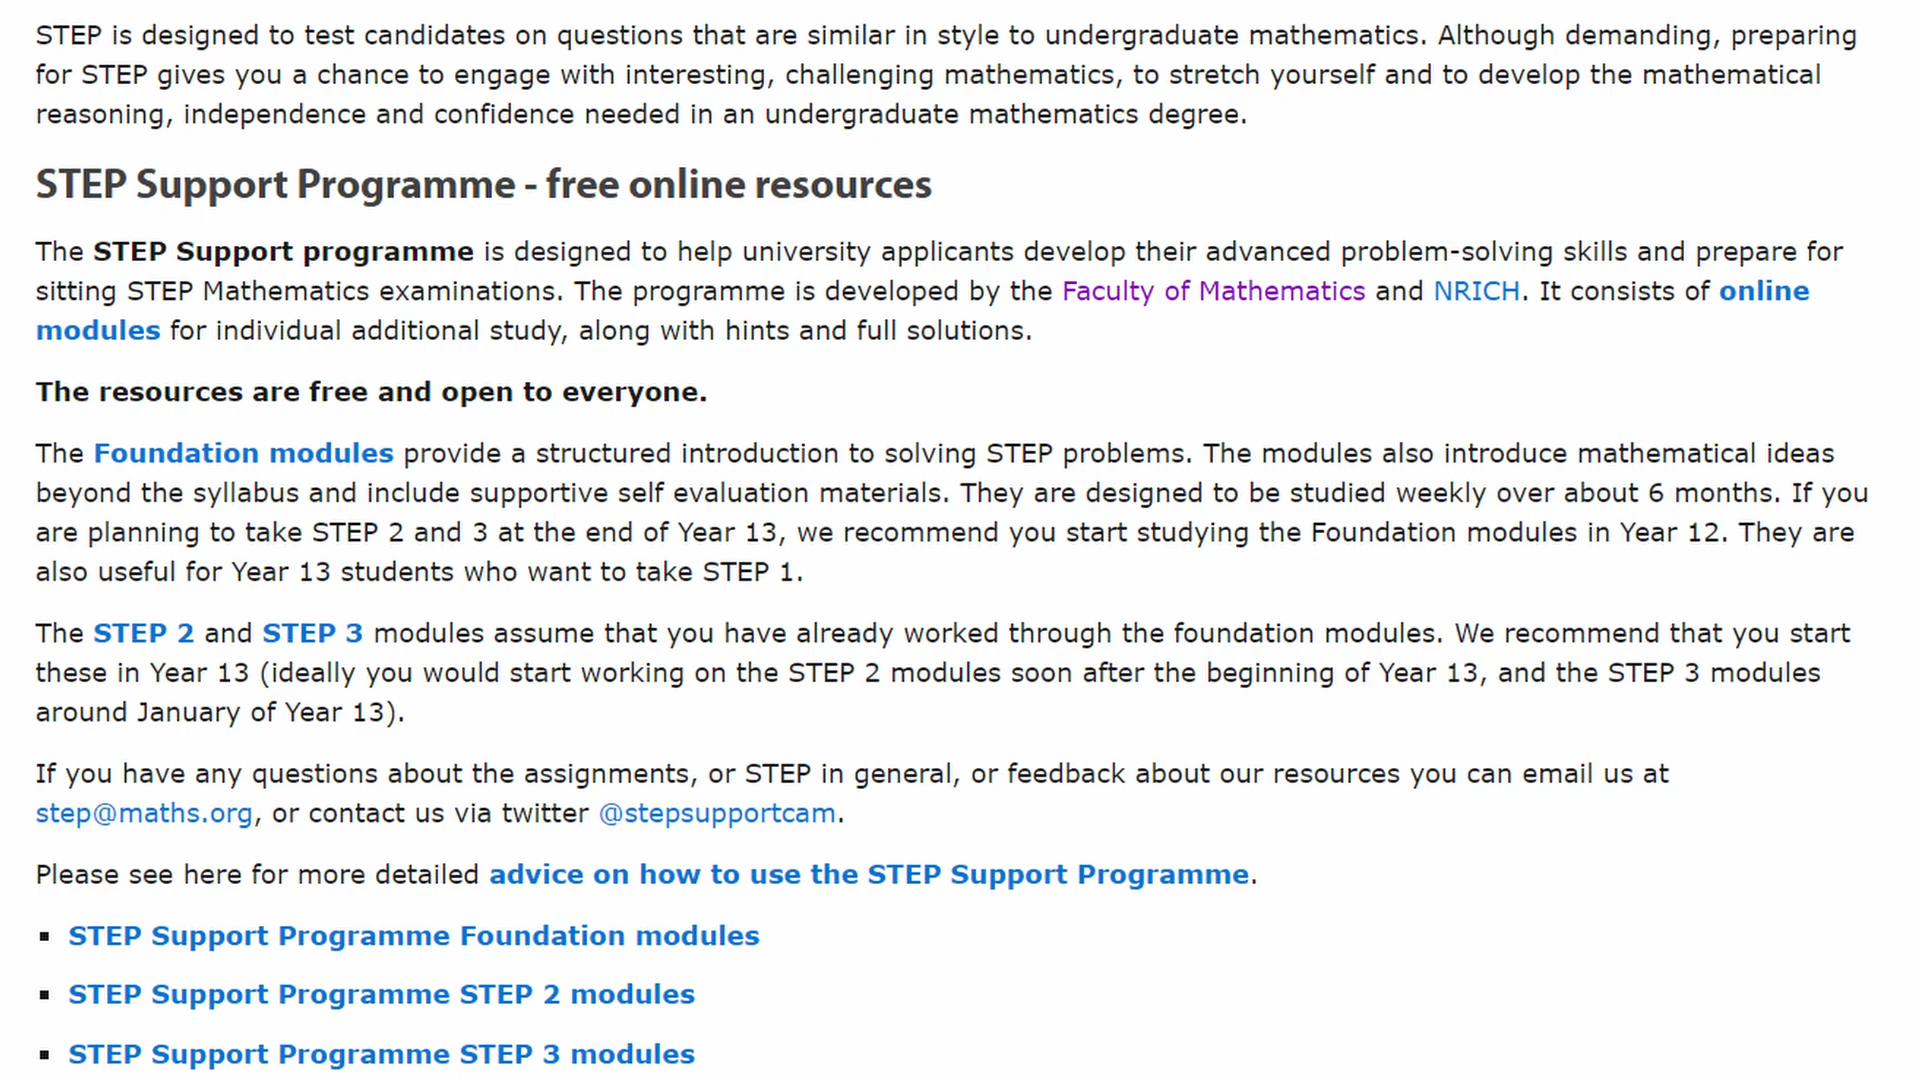 STEP is designed to test candidates on questions that are similar in style to undergraduate mathematics. Although demanding, preparing
for STEP gives you a chance to engage with interesting, challenging mathematics, to stretch yourself and to develop the mathematical
reasoning, independence and confidence needed in an undergraduate mathematics degree.
STEP Support Programme - free online resources
The STEP Support programme is designed to help university applicants develop their advanced problem-solving skills and prepare for
sitting STEP Mathematics examinations. The programme is developed by the Faculty of Mathematics and NRICH. It consists of online
modules for individual additional study, along with hints and full solutions.
The resources are free and open to everyone.
The Foundation modules provide a structured introduction to solving STEP problems. The modules also introduce mathematical ideas
beyond the syllabus and include supportive self evaluation materials. They are designed to be studied weekly over about 6 months. If you
are planning to take STEP 2 and 3 at the end of Year 13, we recommend you start studying the Foundation modules in Year 12. They are
also useful for Year 13 students who want to take STEP 1.
The STEP 2 and STEP 3 modules assume that you have already worked through the foundation modules. We recommend that you start
these in Year 13 (ideally you would start working on the STEP 2 modules soon after the beginning of Year 13, and the STEP 3 modules
around January of Year 13).
If you have any questions about the assignments, or STEP in general, or feedback about our resources you can email us at
step@maths.org, or contact us via twitter @stepsupportcam.
Please see here for more detailed advice on how to use the STEP Support Programme.
▪ STEP Support Programme Foundation modules
▪ STEP Support Programme STEP 2 modules
▪ STEP Support Programme STEP 3 modules